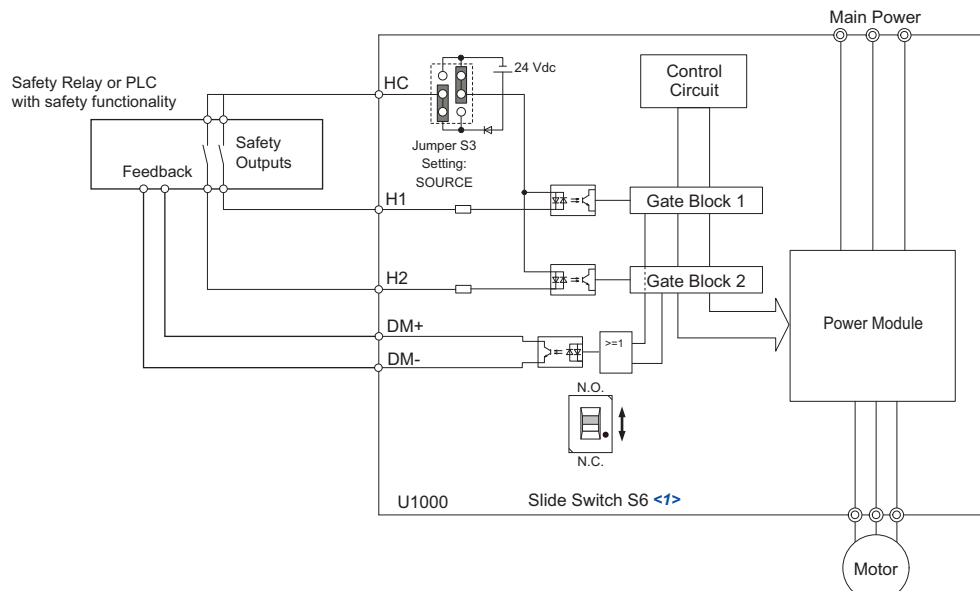 Main Power
Safety Relay or PLC
with safety functionality
HC
24 Vdc
Control
Circuit
Safety
Outputs
Feedback
Jumper S3
Setting:
SOURCE
H1
Gate Block 1
H2
Gate Block 2
DM+
DM-
>=1
Power Module
N.O.
N.C.
U1000
Slide Switch S6 <1>
Motor